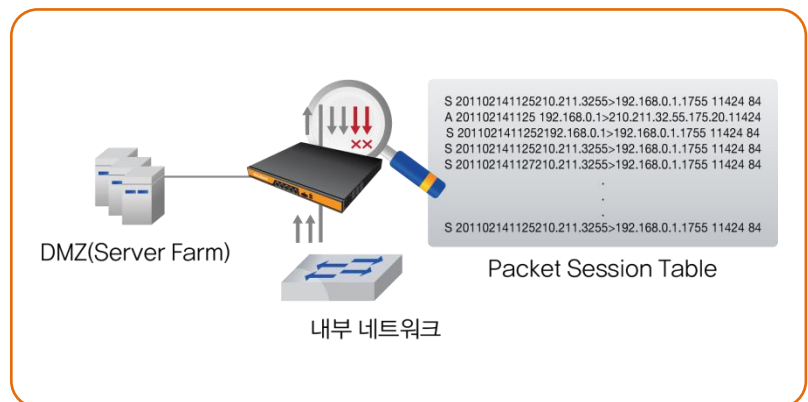 S 201102141125210.211.3255>192.168.0.1.1755 11424 84
A 201102141125 192.168.0.1>210.211.32.55.175.20.11424
S 2011021411252192.168.0.1>192.168.0.1.1755 11424 84
S 201102141125210.211.3255>192.168.0.1.1755 11424 84
S 201102141127210.211.3255>192.168.0.1.1755 11424 84
.
.
.
S 201102141125210.211.3255>192.168.0.1.1755 11424 84
DMZ(Server Farm)
Packet Session Table
내부 네트워크